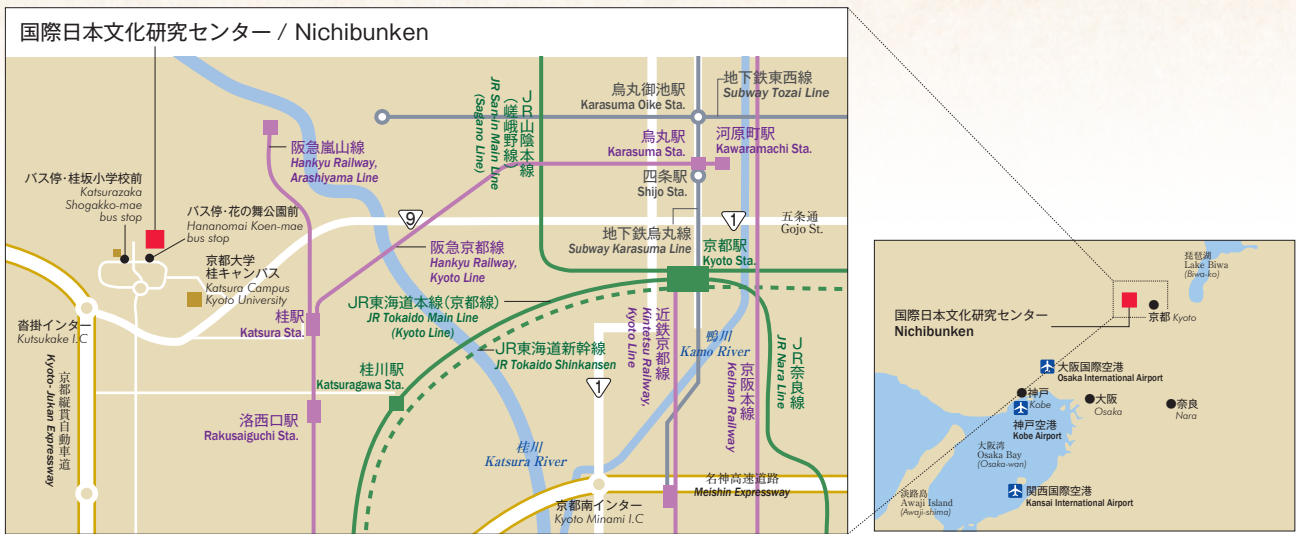 国際日本文化研究センター / Nichibunken
地下鉄東西線
Subway Tozai Line
烏丸御池駅
Karasuma Oike Sta.
JR山陰本線
(嵯峨野線)
JR San-in Main Line
(Sagano Line)
烏丸駅
Karasuma Sta.
河原町駅
Kawaramachi Sta.
阪急嵐山線
Hankyu Railway,
Arashiyama Line
四条駅
Shijo Sta.
バス停・桂坂小学校前
Katsurazaka
Shogakko-mae
bus stop
バス停・花の舞公園前
Hananomai Koen-mae
bus stop
9
1
五条通
Gojo St.
地下鉄烏丸線
Subway Karasuma Line
阪急京都線
Hankyu Railway,
Kyoto Line
京都駅
Kyoto Sta.
京都大学
桂キャンパス
Katsura Campus
Kyoto University
JR東海道本線(京都線)
JR Tokaido Main Line
(Kyoto Line)
桂駅
Katsura Sta.
沓掛インター
Kutsukake I.C
JR東海道新幹線
JR Tokaido Shinkansen
近鉄京都線
Kintetsu Railway,
Kyoto Line
鴨川
Kamo River
京阪本線
Keihan Railway
JR奈良線
JR Nara Line
桂川駅
Katsuragawa Sta.
1
京都縦貫自動車道
Kyoto-Jukan Expressway
洛西口駅
Rakusaiguchi Sta.
桂川
Katsura River
名神高速道路
Meishin Expressway
京都南インター
Kyoto Minami I.C
琵琶湖
Lake Biwa
(Biwa-ko)
国際日本文化研究センター
Nichibunken
京都 Kyoto
大阪国際空港
Osaka International Airport
神戸
Kobe
大阪
Osaka
奈良
Nara
神戸空港
Kobe Airport
大阪湾
Osaka Bay
(Osaka-wan)
関西国際空港
Kansai International Airport
淡路島
Awaji Island
(Awaji-shima)